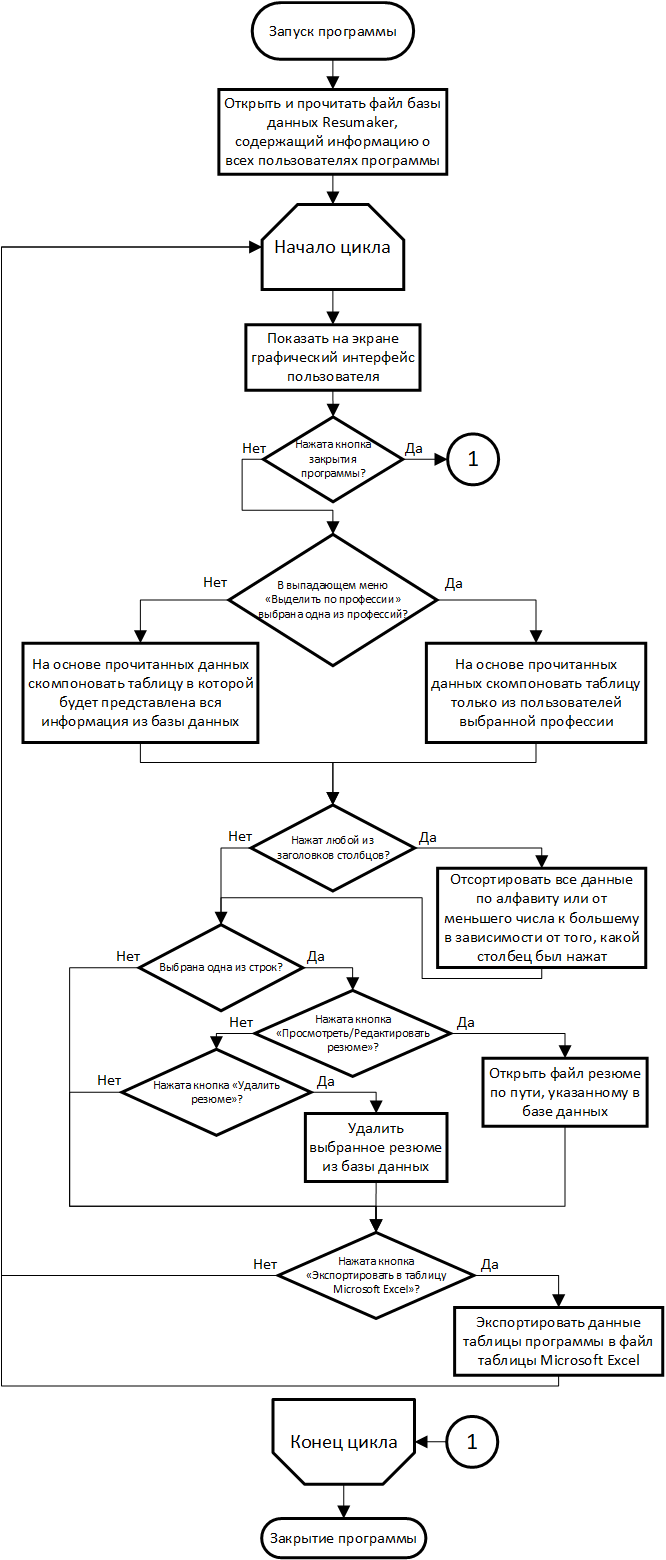 Запуск программы
Открыть и прочитать файл базы
данных Resumaker,
содержащий информацию о
всех пользователях программы
Начало цикла
Показать на экране
графический интерфейс
пользователя
Нет
Нажата кнопка
закрытия
программы?
Да
1
Нет
В выпадающем меню
«Выделить по профессии»
выбрана одна из профессий?
Да
На основе прочитанных данных
скомпоновать таблицу в которой
будет представлена вся
информация из базы данных
На основе прочитанных
данных скомпоновать таблицу
только из пользователей
выбранной профессии
Нет
Нажат любой из
заголовков столбцов?
Да
Отсортировать все данные
по алфавиту или от
меньшего числа к большему
в зависимости от того, какой
столбец был нажат
Нет
Выбрана одна из строк?
Да
Нет
Нажата кнопка
«Просмотреть/Редактировать
резюме»?
Да
Открыть файл резюме
по пути, указанному в
базе данных
Нет
Нажата кнопка «Удалить
резюме»?
Да
Удалить
выбранное резюме
из базы данных
Нет
Нажата кнопка
«Экспортировать в таблицу
Microsoft Excel»?
Да
Экспортировать данные
таблицы программы в файл
таблицы Microsoft Excel
Конец цикла
1
Закрытие программы